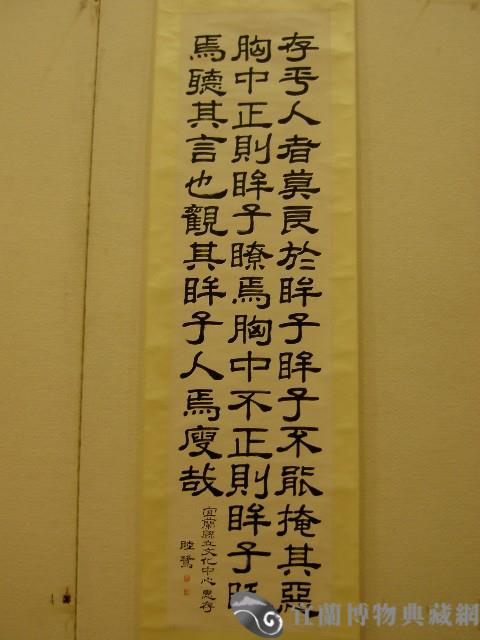 存乎人者莫良於眸子眸子不能掩其惡
胸中正則眸子瞭焉胸中不正則眸子眊
焉聽其言也觀其眸子人焉廋哉
宜蘭縣立文化中心惠存
宜蘭博物典藏網